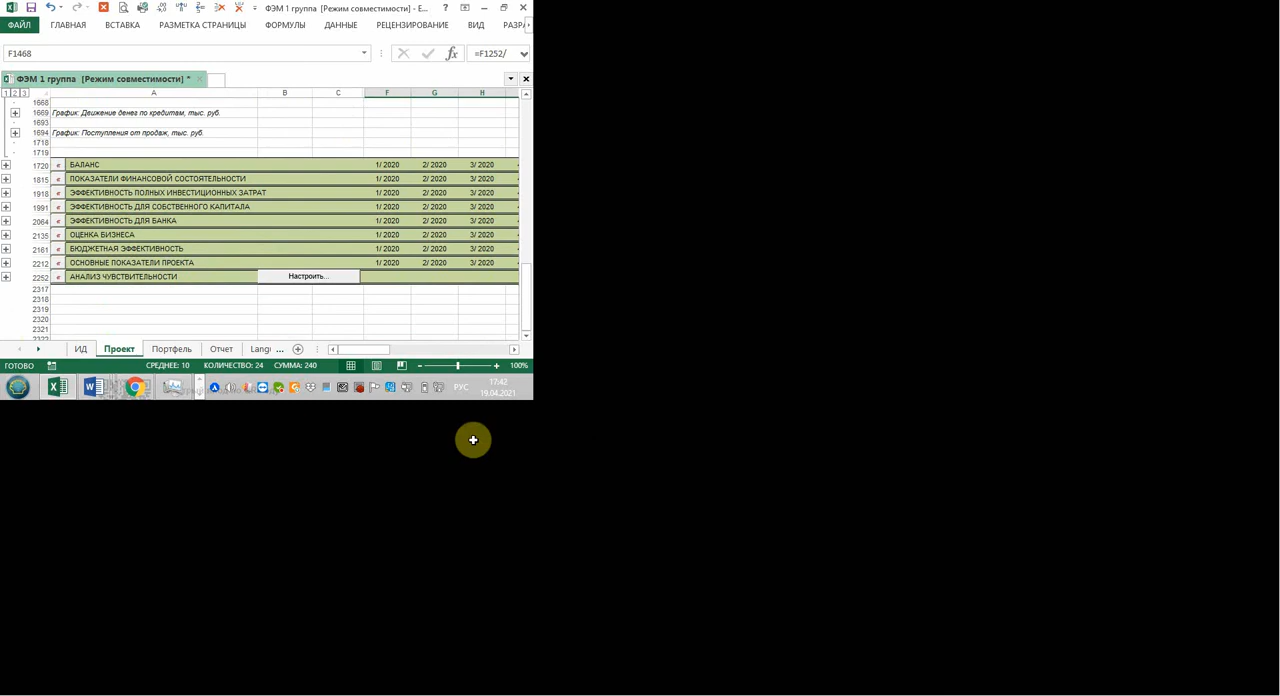 ФЭМ 1 группа [Режим совместимости] - E...
ФАЙЛ ГЛАВНАЯ ВСТАВКА РАЗМЕТКА СТРАНИЦЫ ФОРМУЛЫ ДАННЫЕ РЕЦЕНЗИРОВАНИЕ ВИД РАЗРА
F1468 fx =F1252/
ФЭМ 1 группа [Режим совместимости] *
1 2 3 A B C F G H
1668
1669 График: Движение денег по кредитам, тыс. руб.
1693
1694 График: Поступления от продаж, тыс. руб.
1718
1719
1720 « БАЛАНС 1/ 2020 2/ 2020 3/ 2020
1815 « ПОКАЗАТЕЛИ ФИНАНСОВОЙ СОСТОЯТЕЛЬНОСТИ 1/ 2020 2/ 2020 3/ 2020
1918 « ЭФФЕКТИВНОСТЬ ПОЛНЫХ ИНВЕСТИЦИОННЫХ ЗАТРАТ 1/ 2020 2/ 2020 3/ 2020
1991 « ЭФФЕКТИВНОСТЬ ДЛЯ СОБСТВЕННОГО КАПИТАЛА 1/ 2020 2/ 2020 3/ 2020
2064 « ЭФФЕКТИВНОСТЬ ДЛЯ БАНКА 1/ 2020 2/ 2020 3/ 2020
2135 « ОЦЕНКА БИЗНЕСА 1/ 2020 2/ 2020 3/ 2020
2161 « БЮДЖЕТНАЯ ЭФФЕКТИВНОСТЬ 1/ 2020 2/ 2020 3/ 2020
2212 « ОСНОВНЫЕ ПОКАЗАТЕЛИ ПРОЕКТА 1/ 2020 2/ 2020 3/ 2020
2252 « АНАЛИЗ ЧУВСТВИТЕЛЬНОСТИ Настроить...
2317
2318
2319
2320
2321
2322
ИД Проект Портфель Отчет Langu ...
ГОТОВО СРЕДНЕЕ: 10 КОЛИЧЕСТВО: 24 СУММА: 240 100%
РУС 17:42
19.04.2021